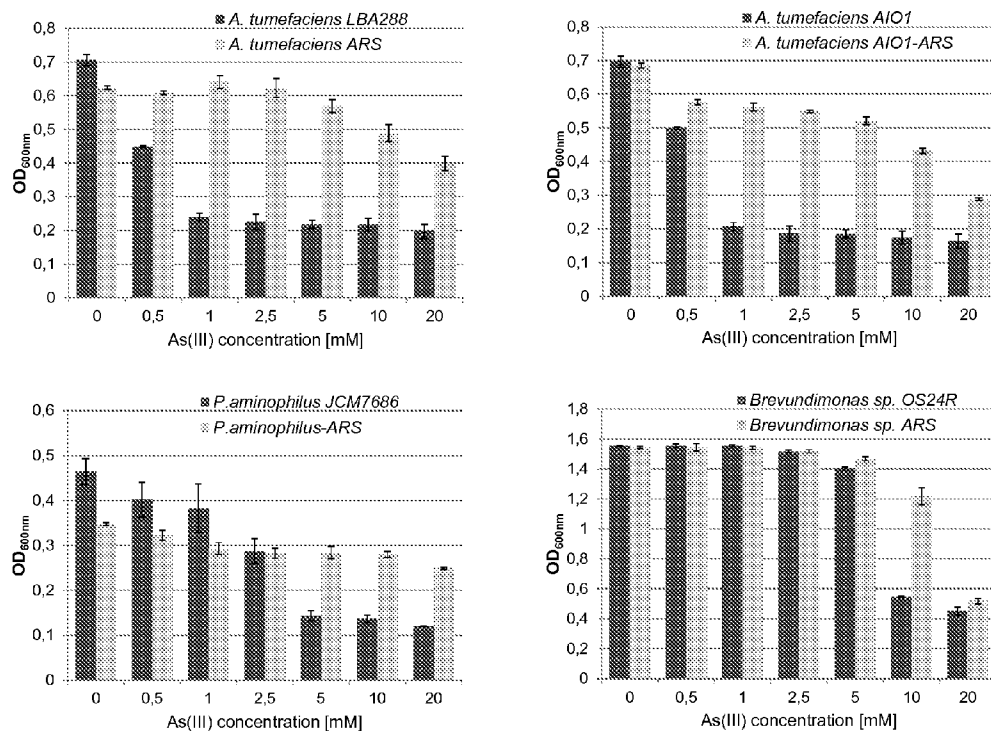 A. tumefaciens LBA288
A. tumefaciens ARS
0,8
0,7
0,6
0,5
0,4
0,3
0,2
0,1
0
OD600nm
0 0,5 1 2,5 5 10 20
As(III) concentration [mM]
A. tumefaciens AIO1
A. tumefaciens AIO1-ARS
0,8
0,7
0,6
0,5
0,4
0,3
0,2
0,1
0
OD600nm
0 0,5 1 2,5 5 10 20
As(III) concentration [mM]
P.aminophilus JCM7686
P.aminophilus-ARS
0,6
0,5
0,4
0,3
0,2
0,1
0
OD600nm
0 0,5 1 2,5 5 10 20
As(III) concentration [mM]
Brevundimonas sp. OS24R
Brevundimonas sp. ARS
1,8
1,6
1,4
1,2
1
0,8
0,6
0,4
0,2
0
OD600nm
0 0,5 1 2,5 5 10 20
As(III) concentration [mM]